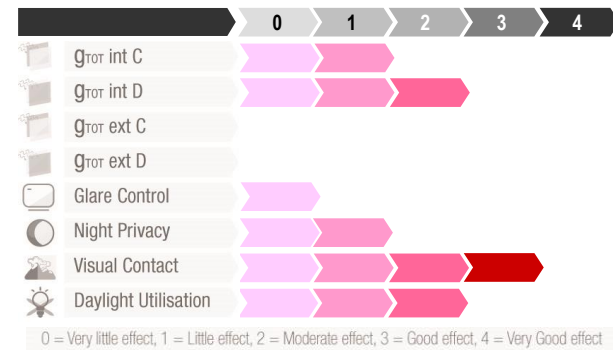 0 1 2 3 4
gTOT int C
gTOT int D
gTOT ext C
gTOT ext D
Glare Control
Night Privacy
Visual Contact
Daylight Utilisation
0 = Very little effect, 1 = Little effect, 2 = Moderate effect, 3 = Good effect, 4 = Very Good effect